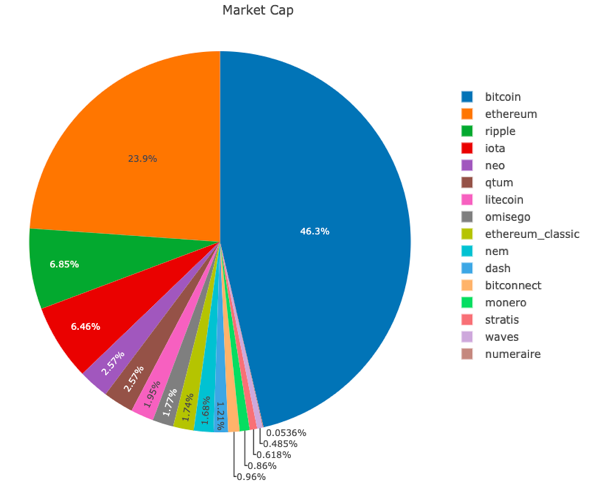 Market Cap
46.3%
23.9%
6.85%
6.46%
2.57%
2.57%
1.95%
1.77%
1.74%
1.68%
1.21%
0.96%
0.86%
0.618%
0.485%
0.0536%
bitcoin
ethereum
ripple
iota
neo
qtum
litecoin
omisego
ethereum_classic
nem
dash
bitconnect
monero
stratis
waves
numeraire